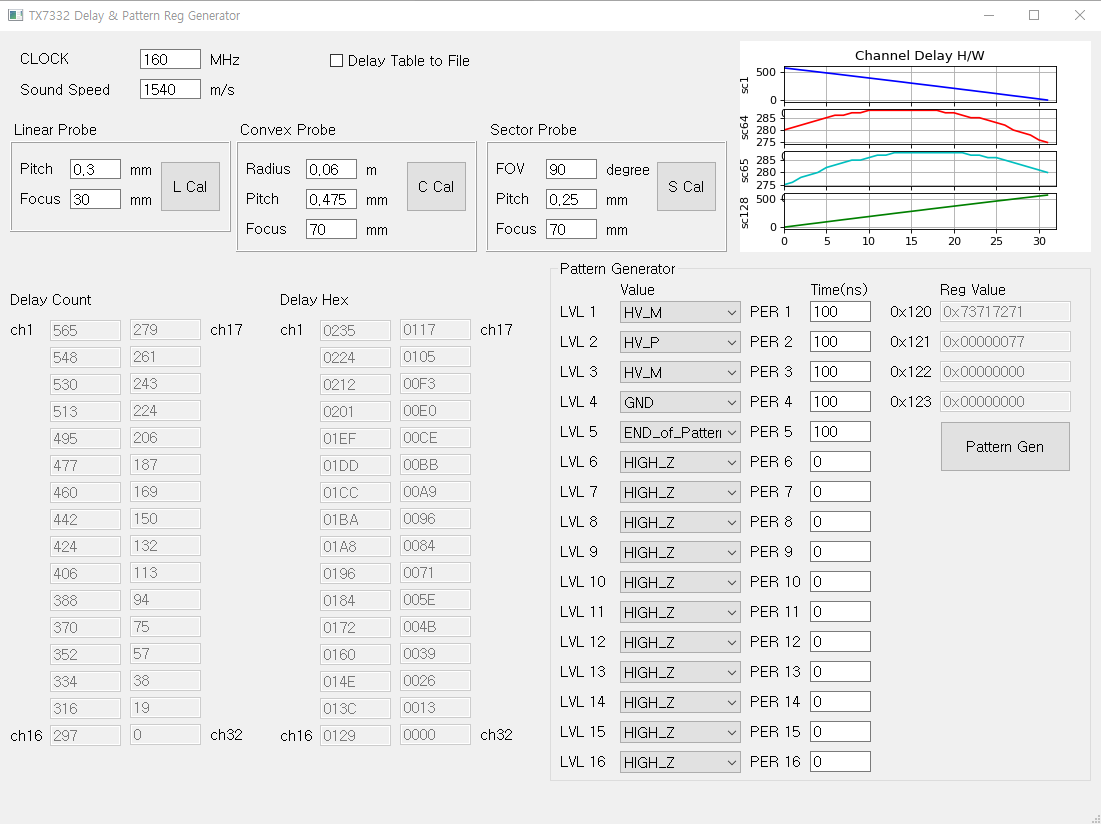 TX7332 Delay & Pattern Reg Generator
CLOCK 160 MHz
Delay Table to File
Sound Speed 1540 m/s
Linear Probe
Pitch 0,3 mm
Focus 30 mm
L Cal
Convex Probe
Radius 0,06 m
Pitch 0,475 mm
Focus 70 mm
C Cal
Sector Probe
FOV 90 degree
Pitch 0,25 mm
Focus 70 mm
S Cal
Channel Delay H/W
sc1 500 0
sc64 285 280 275
sc65 285 280 275
sc128 500 0
0 5 10 15 20 25 30
Delay Count
ch1 565 279 ch17
548 261
530 243
513 224
495 206
477 187
460 169
442 150
424 132
406 113
388 94
370 75
352 57
334 38
316 19
ch16 297 0 ch32
Delay Hex
ch1 0235 0117 ch17
0224 0105
0212 00F3
0201 00E0
01EF 00CE
01DD 00BB
01CC 00A9
01BA 0096
01A8 0084
0196 0071
0184 005E
0172 004B
0160 0039
014E 0026
013C 0013
ch16 0129 0000 ch32
Pattern Generator
Value Time(ns) Reg Value
LVL 1 HV_M PER 1 100 0x120 0x73717271
LVL 2 HV_P PER 2 100 0x121 0x00000077
LVL 3 HV_M PER 3 100 0x122 0x00000000
LVL 4 GND PER 4 100 0x123 0x00000000
LVL 5 END_of_Patter PER 5 100
Pattern Gen
LVL 6 HIGH_Z PER 6 0
LVL 7 HIGH_Z PER 7 0
LVL 8 HIGH_Z PER 8 0
LVL 9 HIGH_Z PER 9 0
LVL 10 HIGH_Z PER 10 0
LVL 11 HIGH_Z PER 11 0
LVL 12 HIGH_Z PER 12 0
LVL 13 HIGH_Z PER 13 0
LVL 14 HIGH_Z PER 14 0
LVL 15 HIGH_Z PER 15 0
LVL 16 HIGH_Z PER 16 0